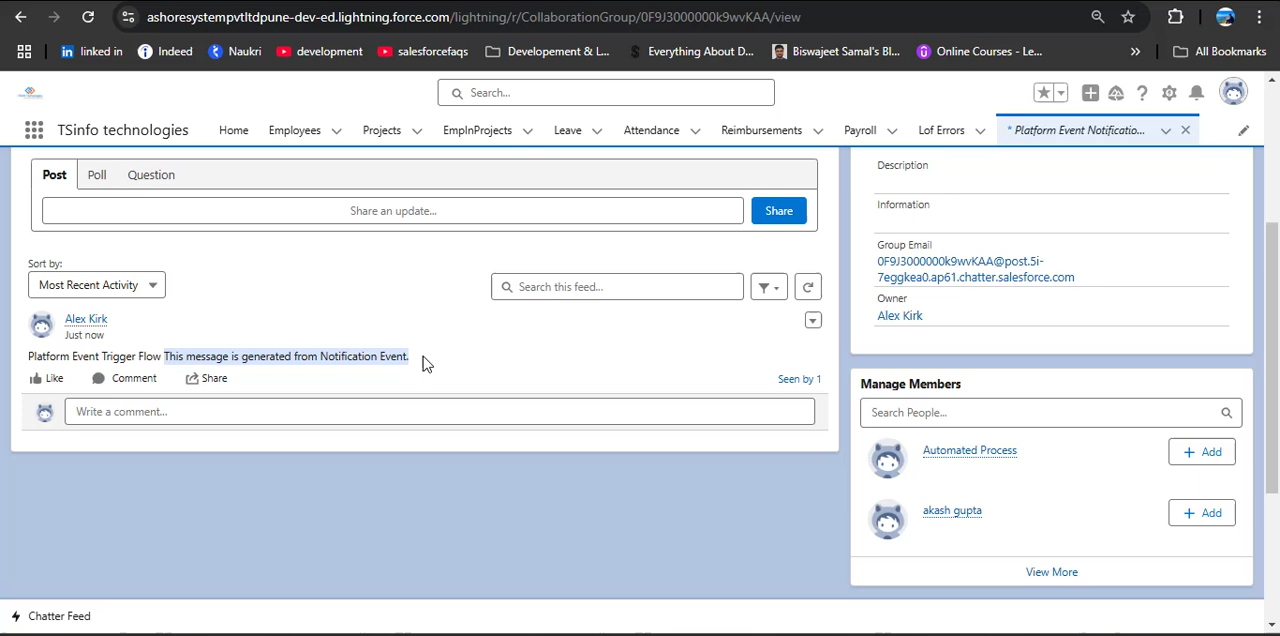 ashoresystempvtltdpune-dev-ed.lightning.force.com/lightning/r/CollaborationGroup/0F9J3000000k9wvKAA/view
linked in Indeed Naukri development salesforcefaqs Developement & L... Everything About D... Biswajeet Samal's Bl... Online Courses - Le... » All Bookmarks
Search...
TSinfo technologies Home Employees Projects EmpInProjects Leave Attendance Reimbursements Payroll Lof Errors * Platform Event Notificatio...
Post Poll Question
Share an update... Share
Sort by:
Most Recent Activity Search this feed...
Alex Kirk
Just now
Platform Event Trigger Flow This message is generated from Notification Event.
Like Comment Share Seen by 1
Write a comment...
Description
Information
Group Email
0F9J3000000k9wvKAA@post.5i-
7eggkea0.ap61.chatter.salesforce.com
Owner
Alex Kirk
Manage Members
Search People...
Automated Process + Add
akash gupta + Add
View More
Chatter Feed